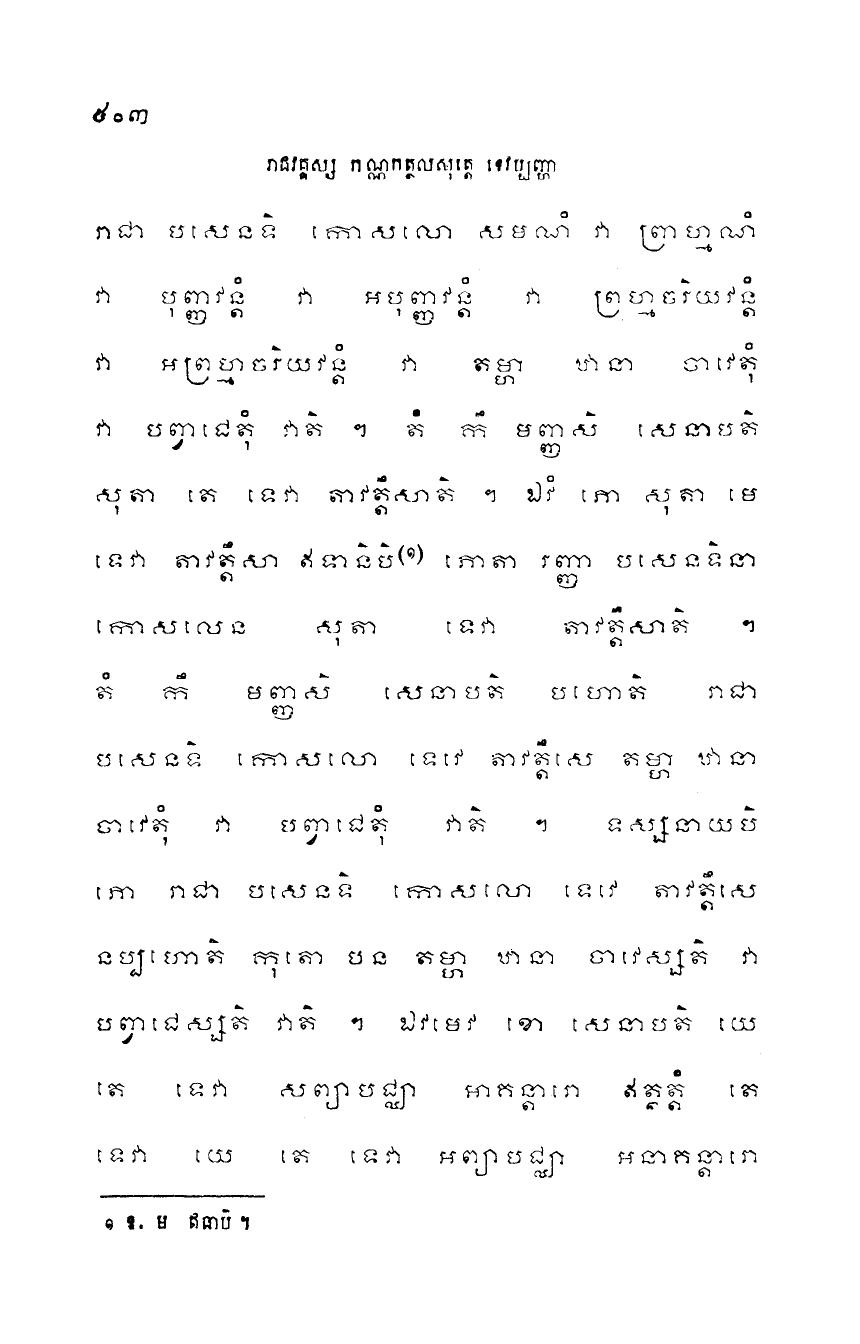 ៥០៣
រាជវគ្គស្ស កណ្ណកត្ថលសុត្តេ ទេវប្បញ្ហា
រាជា បសេនទិ កោសលោ សមណំ វា ព្រាហ្មណំ
វា បុញ្ញវន្តំ វា អបុញ្ញវន្តំ វា ព្រហ្មចរិយវន្តំ
វា អព្រហ្មចរិយវន្តំ វា តម្ហា ឋានា ចាវេតុំ
វា បព្វាជេតុំ វាតិ ។ តំ កឹ មញ្ញសិ សេនាបតិ
សុតា តេ ទេវា តាវត្តឹសាតិ ។ ឯវំ ភោ សុតា មេ
ទេវា តាវត្តឹសា ឥទានិបិ(១) ភោតា រញ្ញា បសេនទិនា
កោសលេន សុតា ទេវា តាវត្តឹសាតិ ។
តំ កឹ មញ្ញសិ សេនាបតិ បហោតិ រាជា
បសេនទិ កោសលោ ទេវេ តាវត្តឹសេ តម្ហា ឋានា
ចាវេតុំ វា បព្វាជេតុំ វាតិ ។ ទស្សនាយបិ
ភោ រាជា បសេនទិ កោសលោ ទេវេ តាវត្តឹសេ
នប្បហោតិ កុតោ បន តម្ហា ឋានា ចាវេស្សតិ វា
បព្វាជេស្សតិ វាតិ ។ ឯវមេវ ខោ សេនាបតិ យេ
តេ ទេវា សព្យាបជ្ឈា អាគន្តារោ ឥត្ថត្តំ តេ
ទេវា យេ តេ ទេវា អព្យាបជ្ឈា អនាគន្តារោ
១ ឱ. ម ឥនាបិ ។